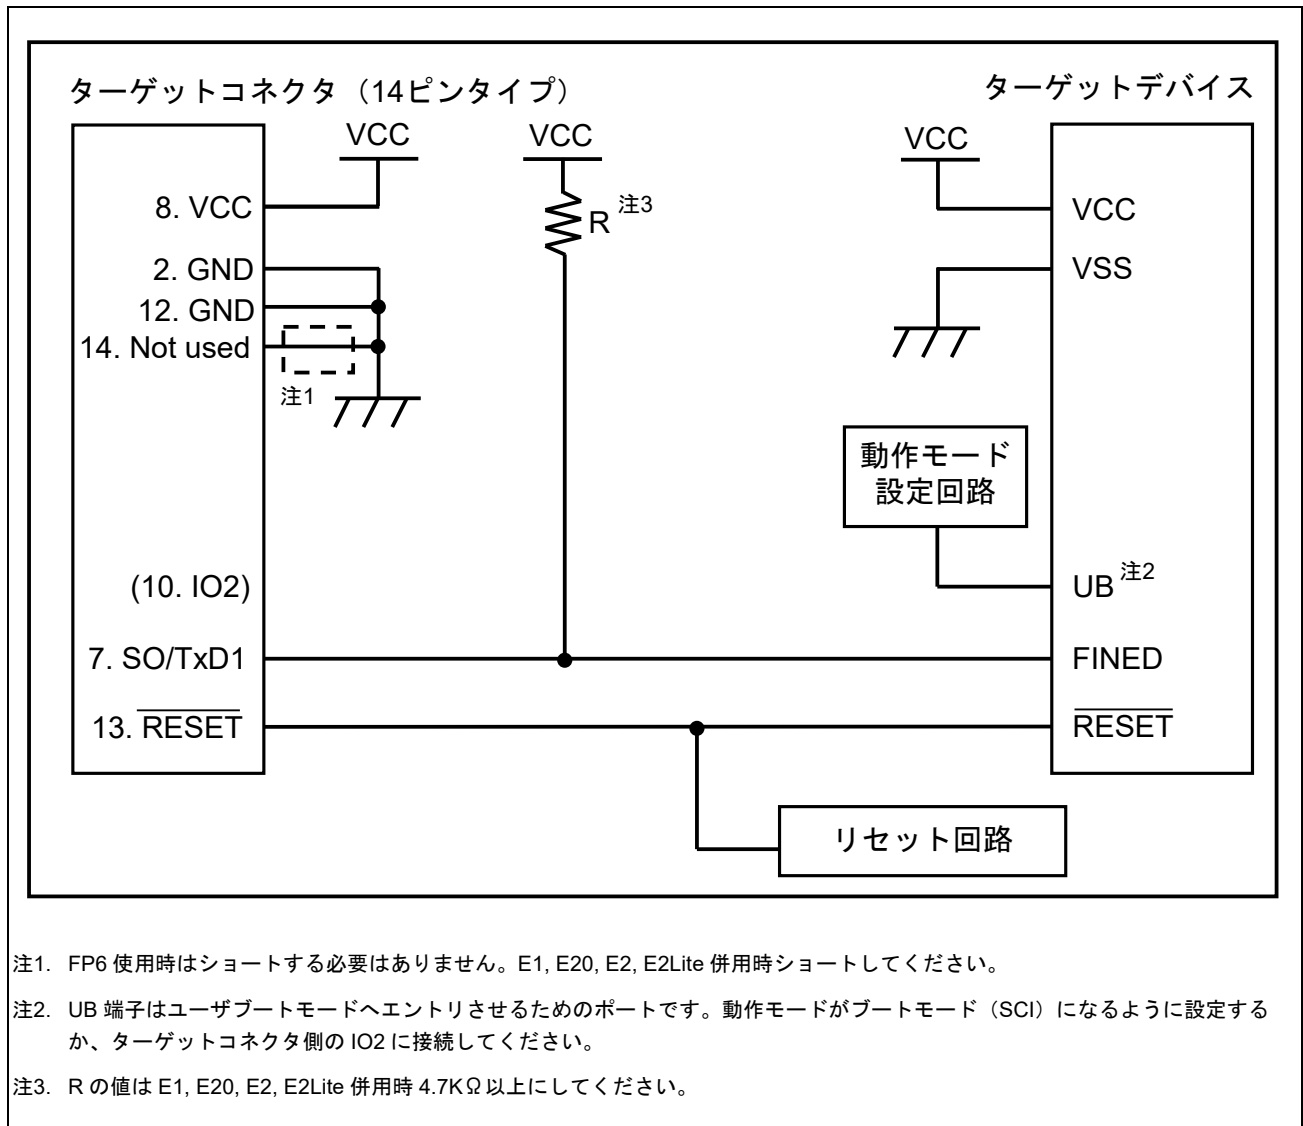 ターゲットコネクタ（14ピンタイプ）
ターゲットデバイス
VCC
VCC
VCC
8. VCC
R 注3
VCC
2. GND
VSS
12. GND
14. Not used
注1
動作モード
設定回路
(10. IO2)
UB 注2
7. SO/TxD1
FINED
13. RESET
RESET
リセット回路
注1. FP6 使用時はショートする必要はありません。E1, E20, E2, E2Lite 併用時ショートしてください。
注2. UB 端子はユーザブートモードへエントリさせるためのポートです。動作モードがブートモード（SCI）になるように設定する
か、ターゲットコネクタ側の IO2 に接続してください。
注3. R の値は E1, E20, E2, E2Lite 併用時 4.7KΩ以上にしてください。